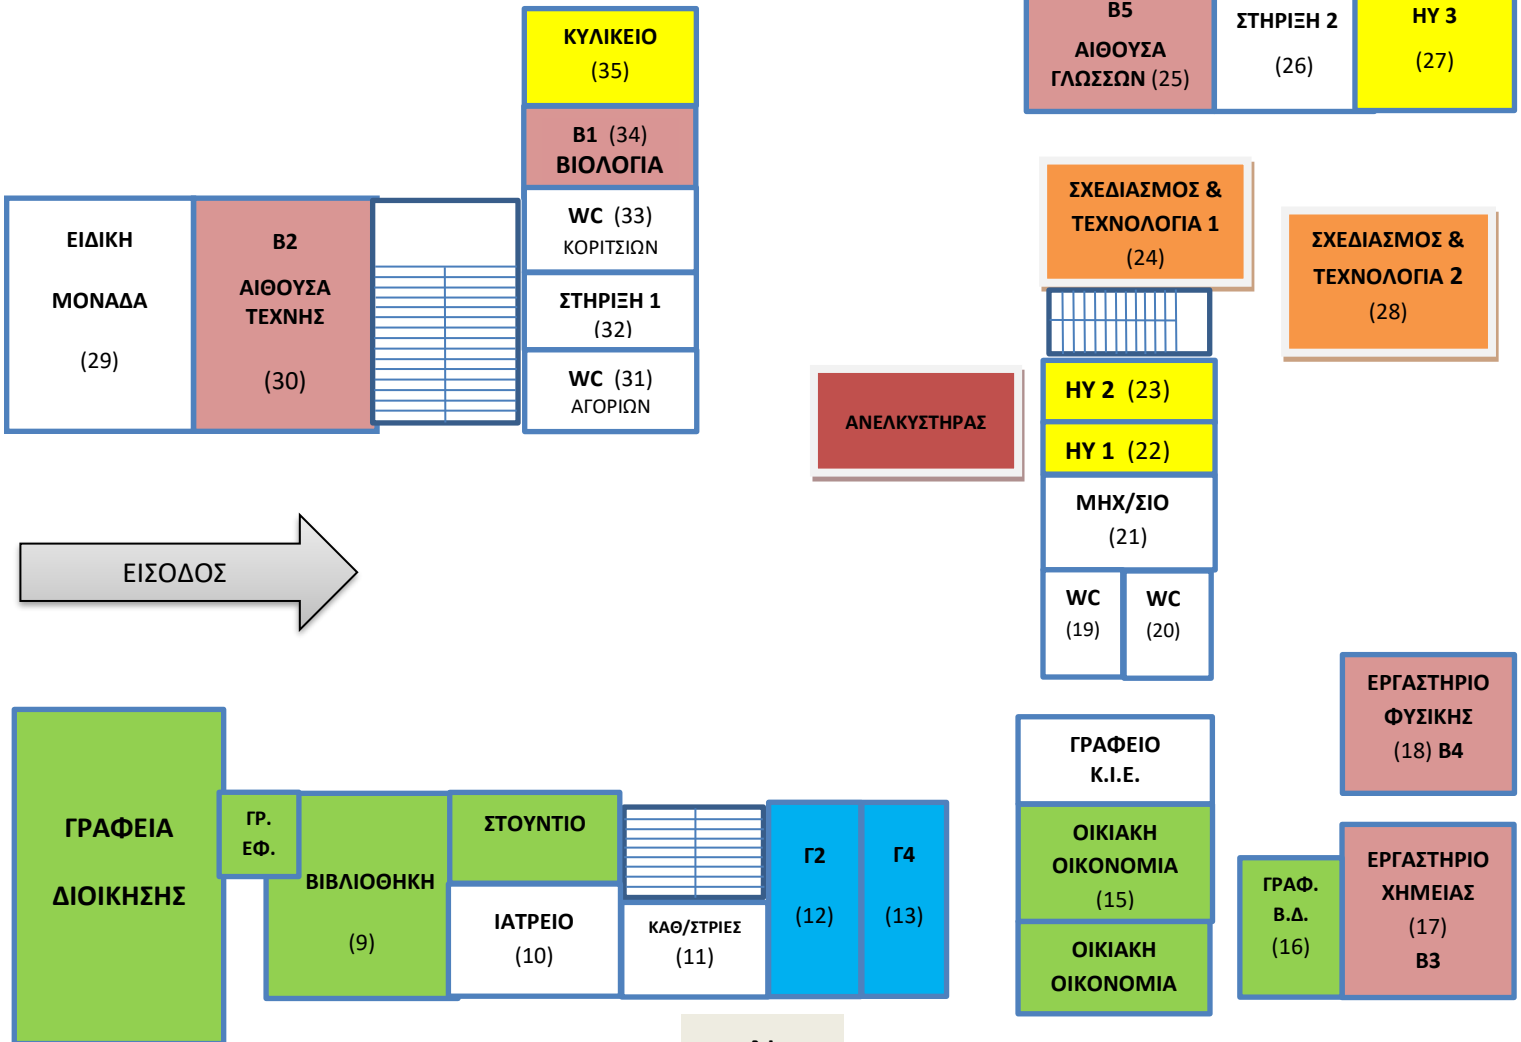 ΚΥΛΙΚΕΙΟ
(35)
Β1 (34)
ΒΙΟΛΟΓΙΑ
WC (33)
ΚΟΡΙΤΣΙΩΝ
ΣΤΗΡΙΞΗ 1
(32)
WC (31)
ΑΓΟΡΙΩΝ
ΕΙΔΙΚΗ
ΜΟΝΑΔΑ
(29)
Β2
ΑΙΘΟΥΣΑ
ΤΕΧΝΗΣ
(30)
Β5
ΑΙΘΟΥΣΑ
ΓΛΩΣΣΩΝ (25)
ΣΤΗΡΙΞΗ 2
(26)
ΗΥ 3
(27)
ΣΧΕΔΙΑΣΜΟΣ &
ΤΕΧΝΟΛΟΓΙΑ 1
(24)
ΣΧΕΔΙΑΣΜΟΣ &
ΤΕΧΝΟΛΟΓΙΑ 2
(28)
ΑΝΕΛΚΥΣΤΗΡΑΣ
ΗΥ 2 (23)
ΗΥ 1 (22)
ΜΗΧ/ΣΙΟ
(21)
WC
(19)
WC
(20)
ΕΙΣΟΔΟΣ
ΓΡΑΦΕΙΑ
ΔΙΟΙΚΗΣΗΣ
ΓΡ.
ΕΦ.
ΒΙΒΛΙΟΘΗΚΗ
(9)
ΣΤΟΥΝΤΙΟ
ΙΑΤΡΕΙΟ
(10)
ΚΑΘ/ΣΤΡΙΕΣ
(11)
Γ2
(12)
Γ4
(13)
ΓΡΑΦΕΙΟ
Κ.Ι.Ε.
ΟΙΚΙΑΚΗ
ΟΙΚΟΝΟΜΙΑ
(15)
ΟΙΚΙΑΚΗ
ΟΙΚΟΝΟΜΙΑ
ΓΡΑΦ.
Β.Δ.
(16)
ΕΡΓΑΣΤΗΡΙΟ
ΦΥΣΙΚΗΣ
(18) Β4
ΕΡΓΑΣΤΗΡΙΟ
ΧΗΜΕΙΑΣ
(17)
Β3